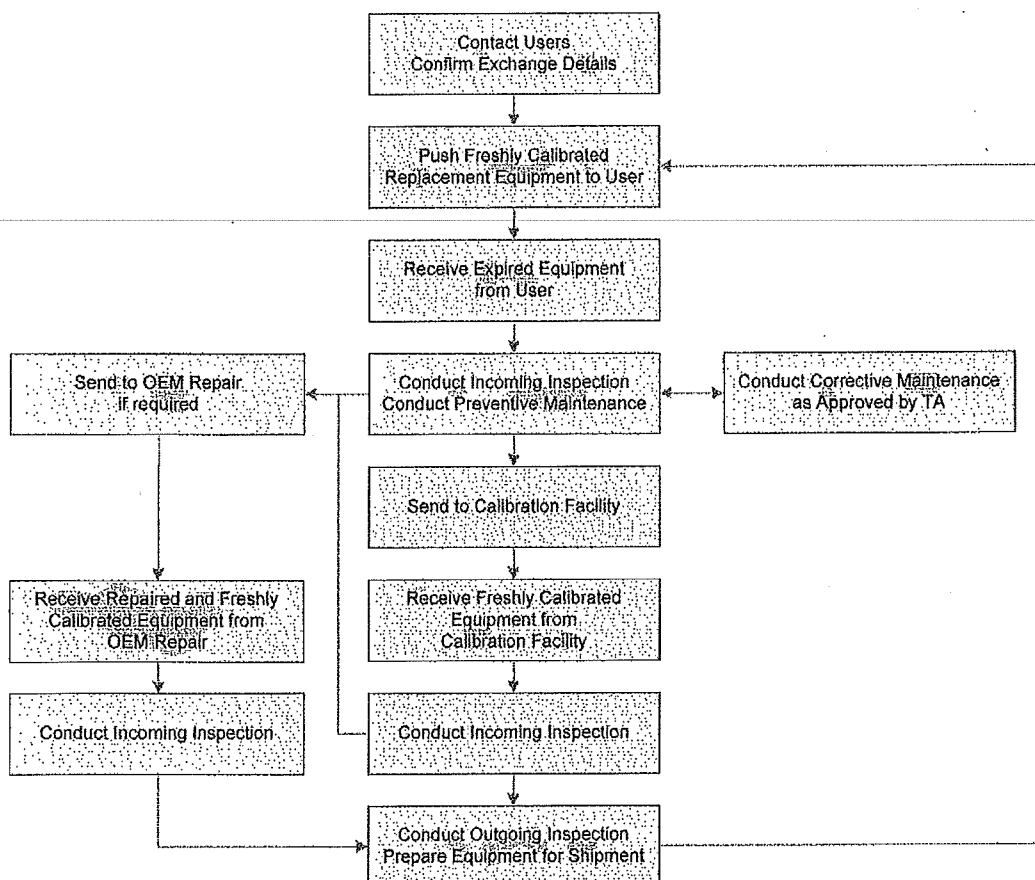 Contact Users
Confirm Exchange Details
Push Freshly Calibrated
Replacement Equipment to User
Receive Expired Equipment
from User
Send to OEM Repair
if required
Conduct Incoming Inspection
Conduct Preventive Maintenance
Conduct Corrective Maintenance
as Approved by TA
Send to Calibration Facility
Receive Repaired and Freshly
Calibrated Equipment from
OEM Repair
Receive Freshly Calibrated
Equipment from
Calibration Facility
Conduct Incoming Inspection
Conduct Incoming Inspection
Conduct Outgoing Inspection
Prepare Equipment for Shipment